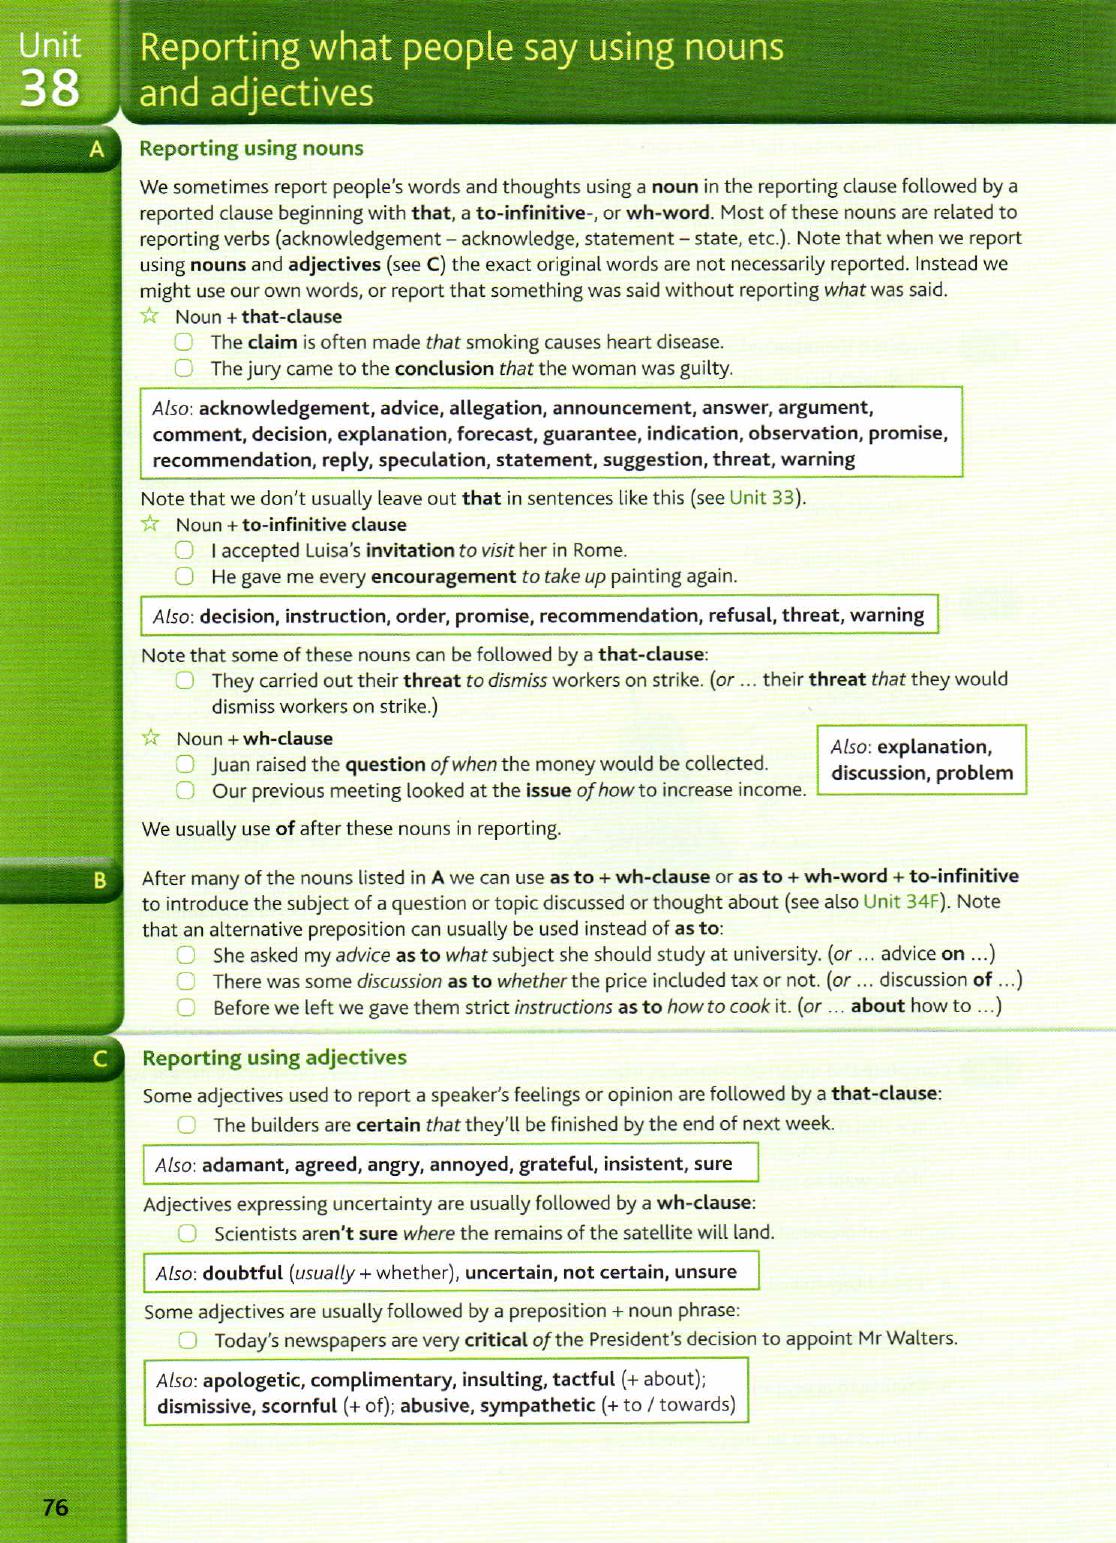 Unit
38
Reporting what people say using nouns
and adjectives
A
Reporting using nouns
We sometimes report people's words and thoughts using a noun in the reporting clause followed by a
reported clause beginning with that, a to-infinitive-, or wh-word. Most of these nouns are related to
reporting verbs (acknowledgement – acknowledge, statement – state, etc.). Note that when we report
using nouns and adjectives (see C) the exact original words are not necessarily reported. Instead we
might use our own words, or report that something was said without reporting what was said.
☆ Noun + that-clause
The claim is often made that smoking causes heart disease.
The jury came to the conclusion that the woman was guilty.
Also: acknowledgement, advice, allegation, announcement, answer, argument,
comment, decision, explanation, forecast, guarantee, indication, observation, promise,
recommendation, reply, speculation, statement, suggestion, threat, warning
Note that we don't usually leave out that in sentences like this (see Unit 33).
☆ Noun + to-infinitive clause
I accepted Luisa's invitation to visit her in Rome.
He gave me every encouragement to take up painting again.
Also: decision, instruction, order, promise, recommendation, refusal, threat, warning
Note that some of these nouns can be followed by a that-clause:
They carried out their threat to dismiss workers on strike. (or ... their threat that they would
dismiss workers on strike.)
☆ Noun + wh-clause
Juan raised the question of when the money would be collected.
Our previous meeting looked at the issue of how to increase income.
Also: explanation,
discussion, problem
We usually use of after these nouns in reporting.
B
After many of the nouns listed in A we can use as to + wh-clause or as to + wh-word + to-infinitive
to introduce the subject of a question or topic discussed or thought about (see also Unit 34F). Note
that an alternative preposition can usually be used instead of as to:
She asked my advice as to what subject she should study at university. (or ... advice on ...)
There was some discussion as to whether the price included tax or not. (or ... discussion of ...)
Before we left we gave them strict instructions as to how to cook it. (or ... about how to ...)
C
Reporting using adjectives
Some adjectives used to report a speaker's feelings or opinion are followed by a that-clause:
The builders are certain that they'll be finished by the end of next week.
Also: adamant, agreed, angry, annoyed, grateful, insistent, sure
Adjectives expressing uncertainty are usually followed by a wh-clause:
Scientists aren't sure where the remains of the satellite will land.
Also: doubtful (usually + whether), uncertain, not certain, unsure
Some adjectives are usually followed by a preposition + noun phrase:
Today's newspapers are very critical of the President's decision to appoint Mr Walters.
Also: apologetic, complimentary, insulting, tactful (+ about);
dismissive, scornful (+ of); abusive, sympathetic (+ to / towards)
76